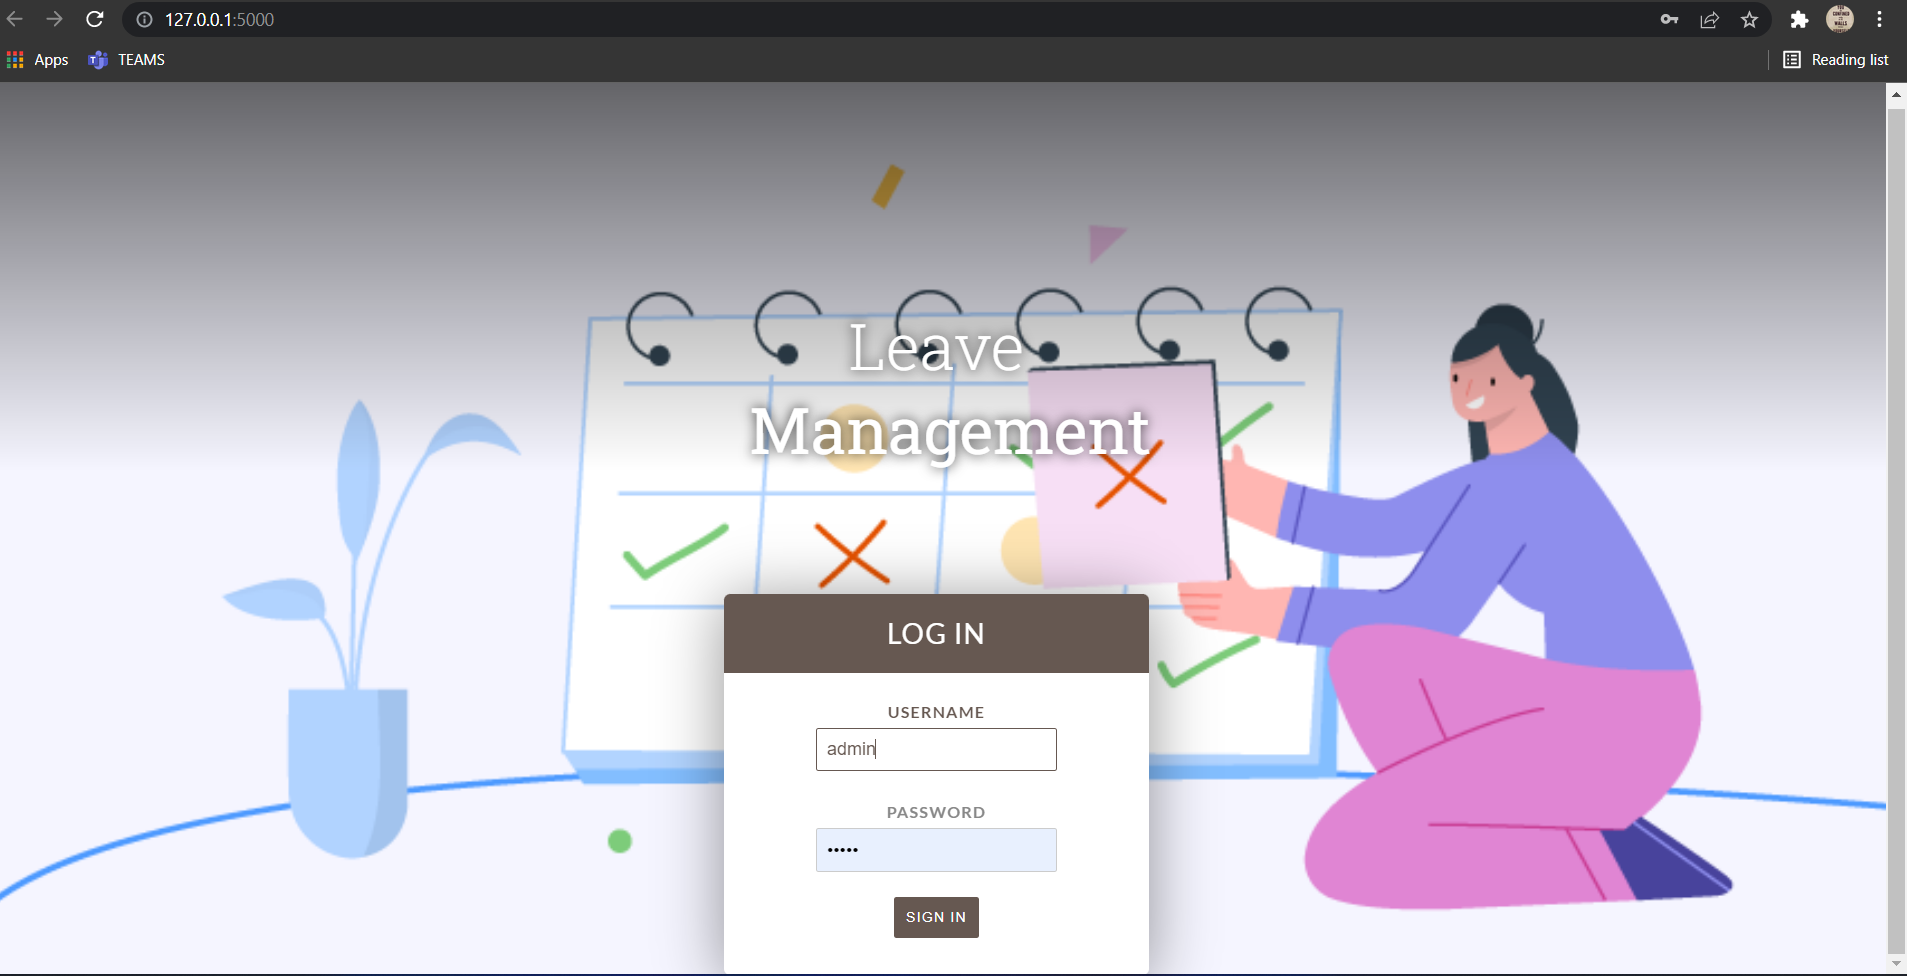 127.0.0.1:5000
Apps TEAMS Reading list
Leave
Management
LOG IN
USERNAME
admin
PASSWORD
•••••
SIGN IN